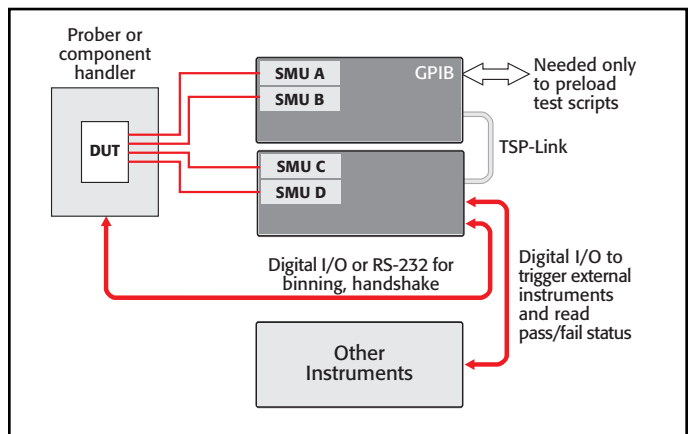 Prober or
component
handler
DUT
SMU A
SMU B
GPIB
Needed only
to preload
test scripts
TSP-Link
SMU C
SMU D
Digital I/O or RS-232 for
binning, handshake
Digital I/O to
trigger external
instruments
and read
pass/fail status
Other
Instruments